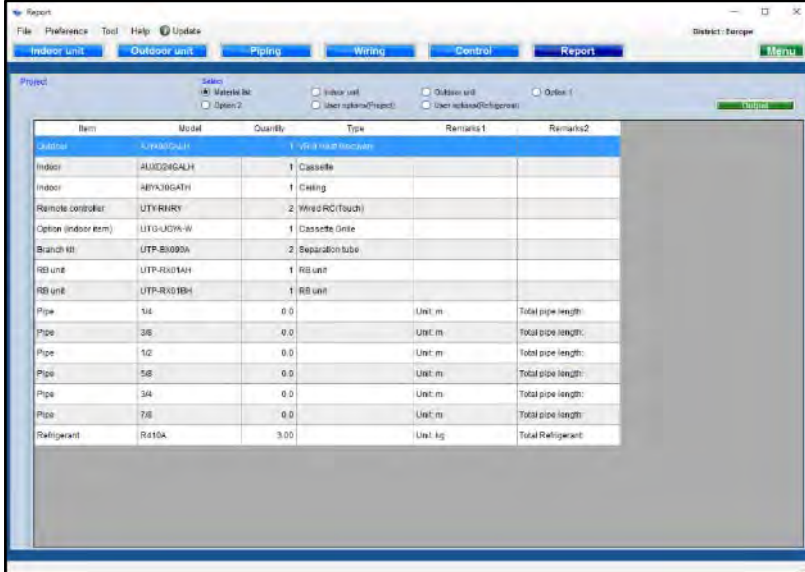 Report
File Preference Tool Help Update District : Europe
Indoor unit Outdoor unit Piping Wiring Control Report Menu
Project Select
Material list Indoor unit Outdoor unit Option 1
Option 2 User options(Project) User options(Refrigerant) Output
Item Model Quantity Type Remarks1 Remarks2
Outdoor 1 VRF Heat Recovery
Indoor AUXD24GALH 1 Cassette
Indoor ABYA30GATH 1 Ceiling
Remote controller UTY-RNRY 2 Wired RC(Touch)
Option (Indoor item) UTG-UGYA-W 1 Cassette Grille
Branch kit UTP-BX090A 2 Separation tube
RB unit UTP-RX01AH 1 RB unit
RB unit UTP-RX01BH 1 RB unit
Pipe 1/4 0.0 Unit: m Total pipe length:
Pipe 3/8 0.0 Unit: m Total pipe length:
Pipe 1/2 0.0 Unit: m Total pipe length:
Pipe 5/8 0.0 Unit: m Total pipe length:
Pipe 3/4 0.0 Unit: m Total pipe length:
Pipe 7/8 0.0 Unit: m Total pipe length:
Refrigerant R410A 3.00 Unit: kg Total Refrigerant: